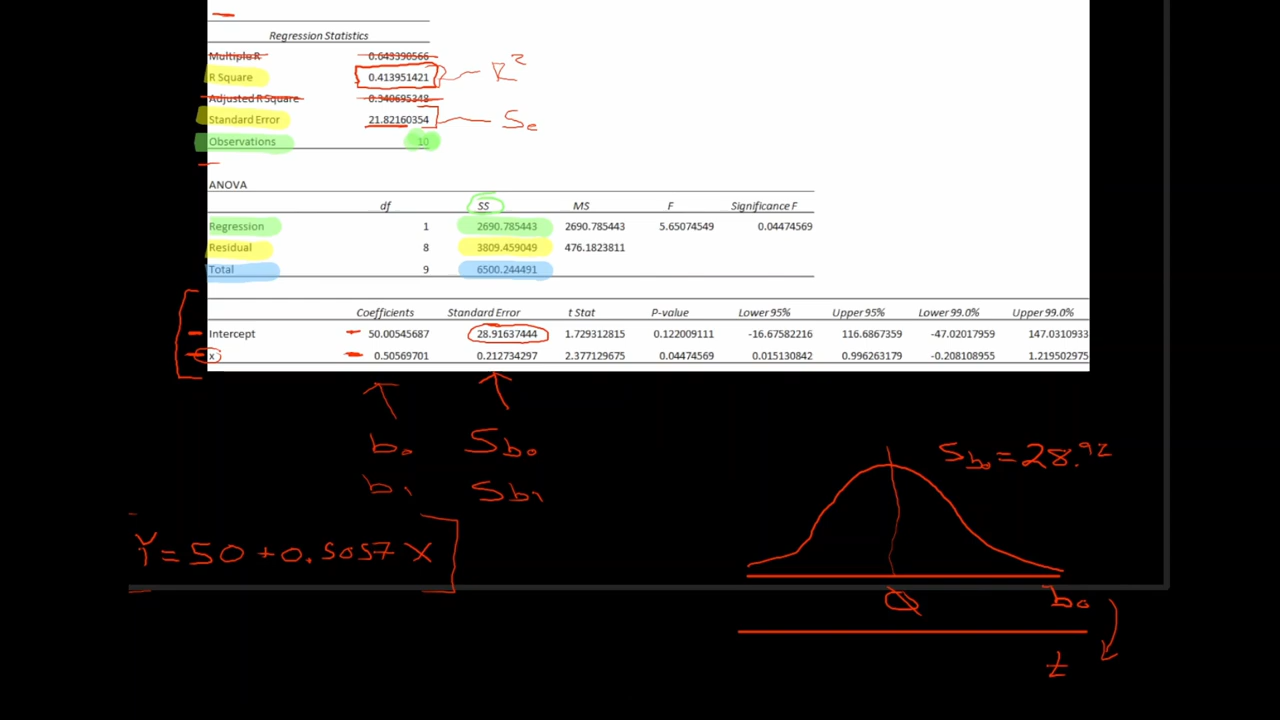 Regression Statistics
Multiple R 0.643390566
R Square 0.413951421 R²
Adjusted R Square 0.340695348
Standard Error 21.82160354 Se
Observations 10
ANOVA
df SS MS F Significance F
Regression 1 2690.785443 2690.785443 5.65074549 0.04474569
Residual 8 3809.459049 476.1823811
Total 9 6500.244491
Coefficients Standard Error t Stat P-value Lower 95% Upper 95% Lower 99.0% Upper 99.0%
Intercept 50.00545687 28.91637444 1.729312815 0.122009111 -16.67582216 116.6867359 -47.02017959 147.0310933
x 0.50569701 0.212734297 2.377129675 0.04474569 0.015130842 0.996263179 -0.208108955 1.219502975
b₀ Sb₀ Sb₀ = 28.92
b₁ Sb₁
Ŷ = 50 + 0.5057 X
b₀
t